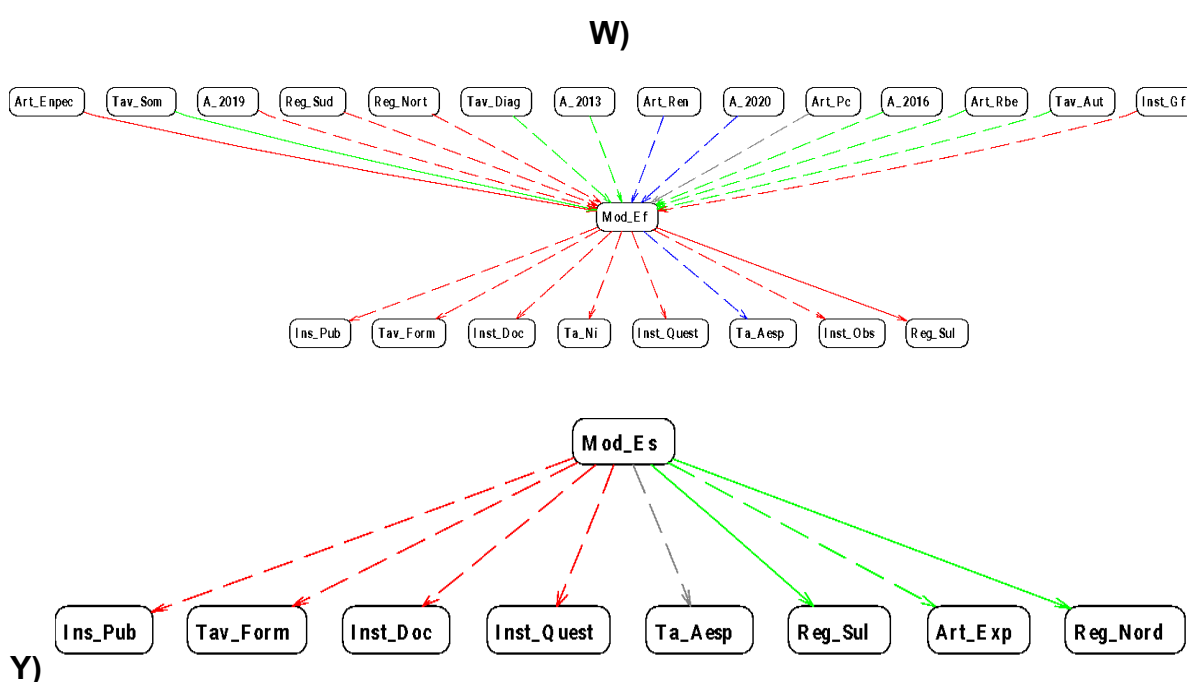 W)
Art_Enpec Tav_Som A_2019 Reg_Sud Reg_Nort Tav_Diag A_2013 Art_Ren A_2020 Art_Pc A_2016 Art_Rbe Tav_Aut Inst_Gf
Mod_Ef
Ins_Pub Tav_Form Inst_Doc Ta_Ni Inst_Quest Ta_Aesp Inst_Obs Reg_Sul
Mod_Es
Ins_Pub Tav_Form Inst_Doc Inst_Quest Ta_Aesp Reg_Sul Art_Exp Reg_Nord
Y)